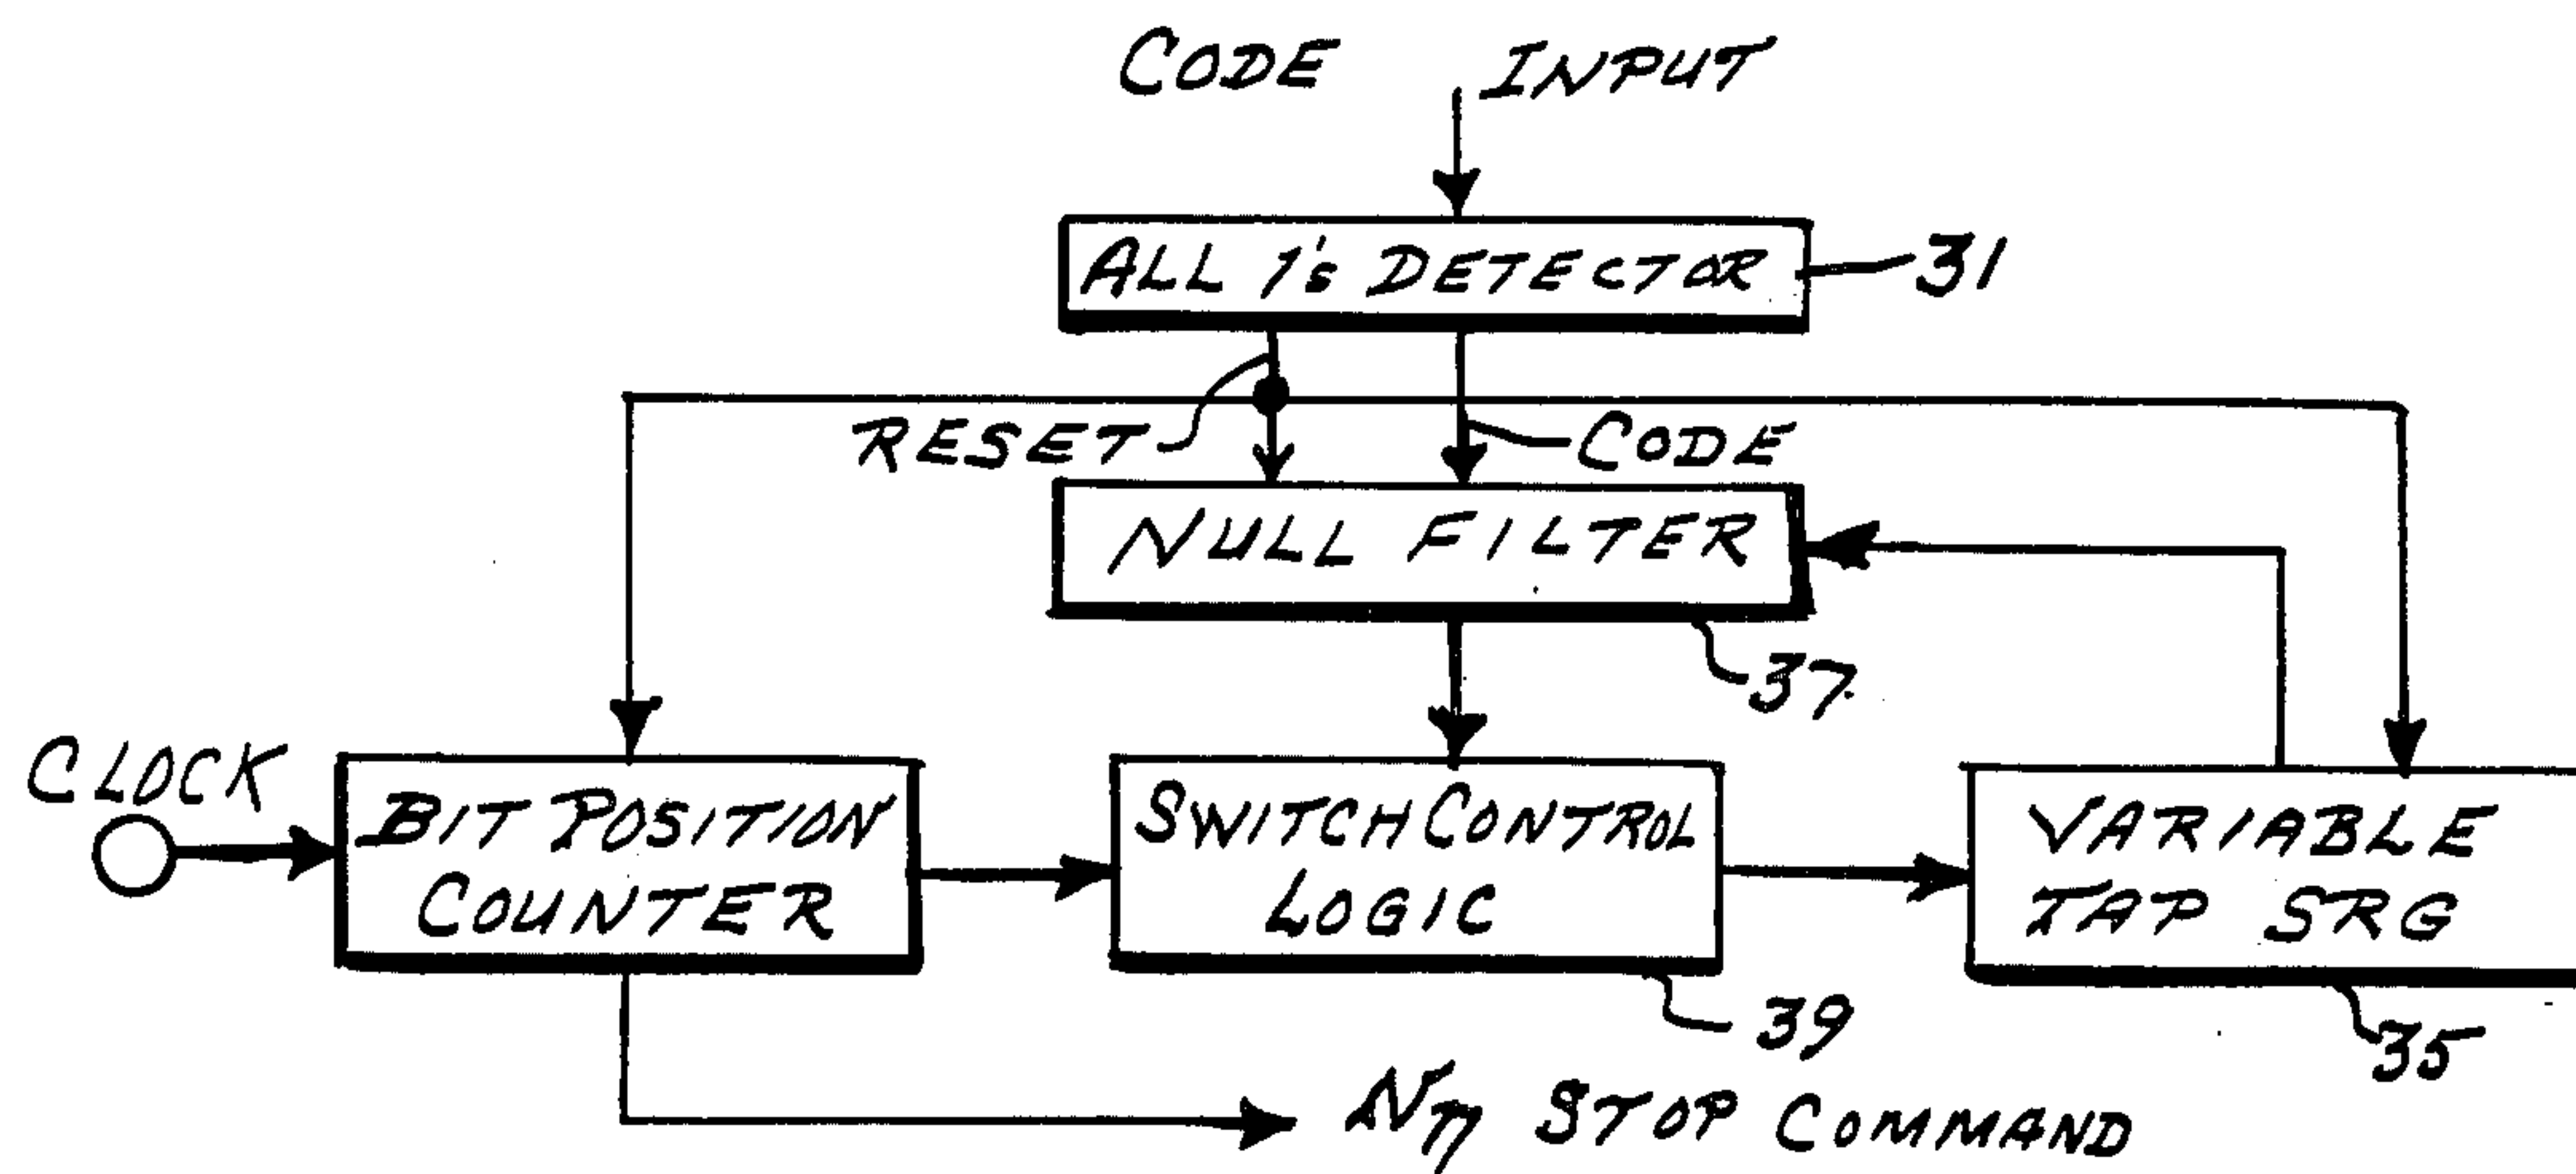 CODE INPUT
ALL 1's DETECTOR
31
RESET
CODE
NULL FILTER
37
CLOCK
BIT POSITION
COUNTER
SWITCH CONTROL
LOGIC
39
VARIABLE
TAP SRG
35
STOP COMMAND